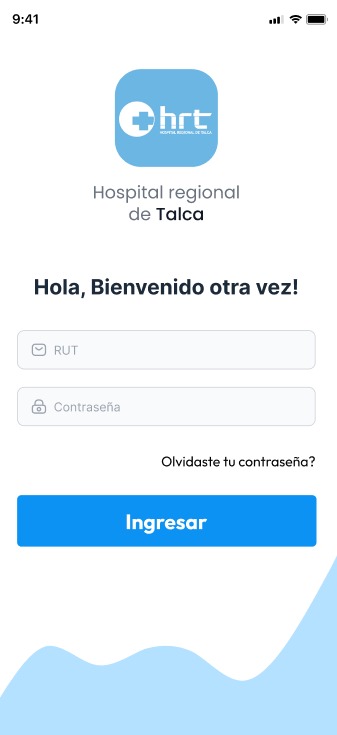 9:41
hrt
HOSPITAL REGIONAL DE TALCA
Hospital regional
de Talca
Hola, Bienvenido otra vez!
RUT
Contraseña
Olvidaste tu contraseña?
Ingresar